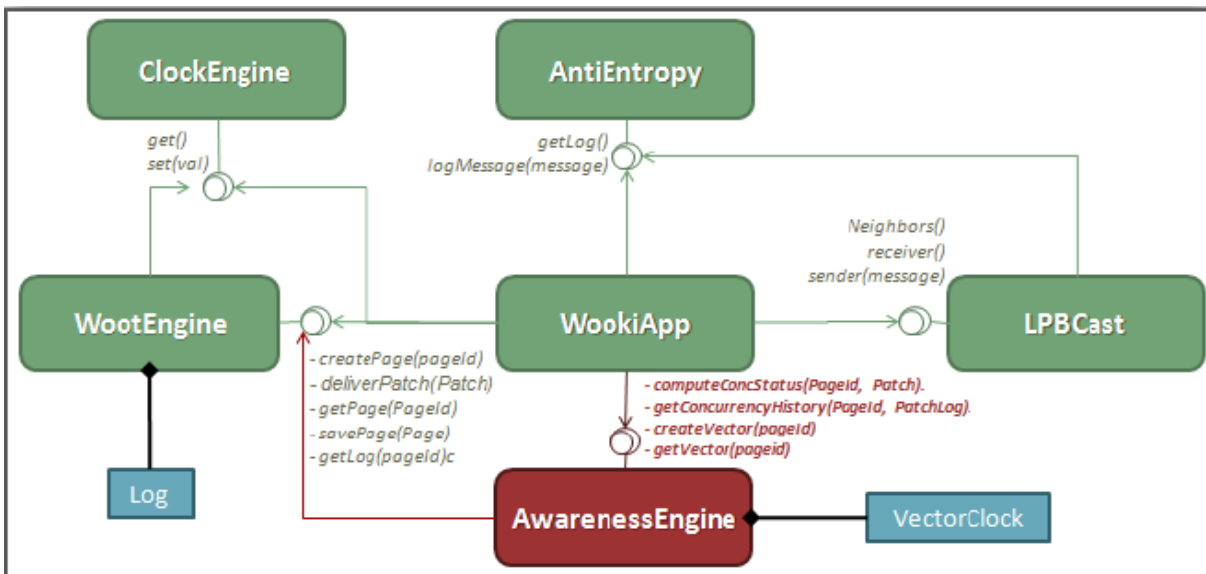 ClockEngine
AntiEntropy
get()
set(val)
getLog()
logMessage(message)
Neighbors()
receiver()
sender(message)
WootEngine
WookiApp
LPBCast
- createPage(pageId)
- deliverPatch(Patch)
- getPage(PageId)
- savePage(Page)
- getLog(pageId)c
- computeConcStatus(PageId, Patch).
- getConcurrencyHistory(PageId, PatchLog).
- createVector(pageId)
- getVector(pageid)
Log
AwarenessEngine
VectorClock